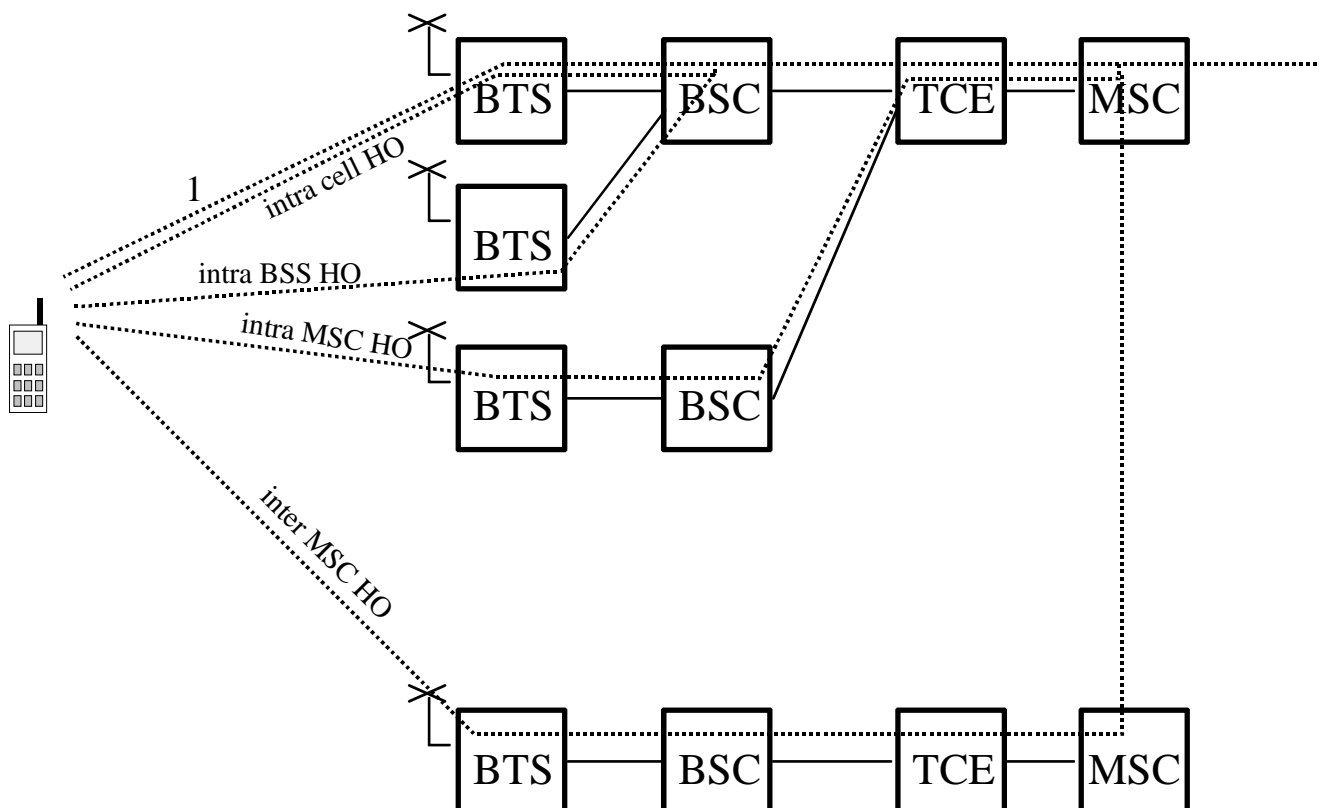 BTS BSC TCE MSC
1
intra cell HO
BTS
intra BSS HO
intra MSC HO
BTS BSC
inter MSC HO
BTS BSC TCE MSC